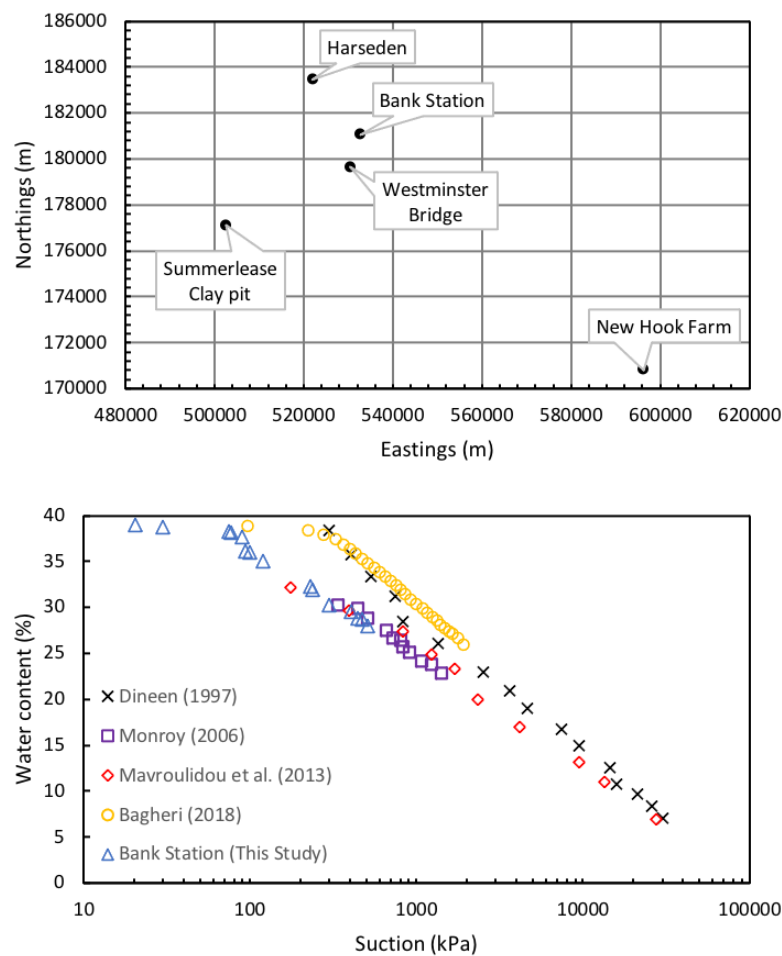 186000
184000
182000
180000
178000
176000
174000
172000
170000
Northings (m)
Harseden
Bank Station
Westminster
Bridge
Summerlease
Clay pit
New Hook Farm
480000 500000 520000 540000 560000 580000 600000 620000
Eastings (m)
40
35
30
25
20
15
10
5
0
Water content (%)
Dineen (1997)
Monroy (2006)
Mavroulidou et al. (2013)
Bagheri (2018)
Bank Station (This Study)
10 100 1000 10000 100000
Suction (kPa)